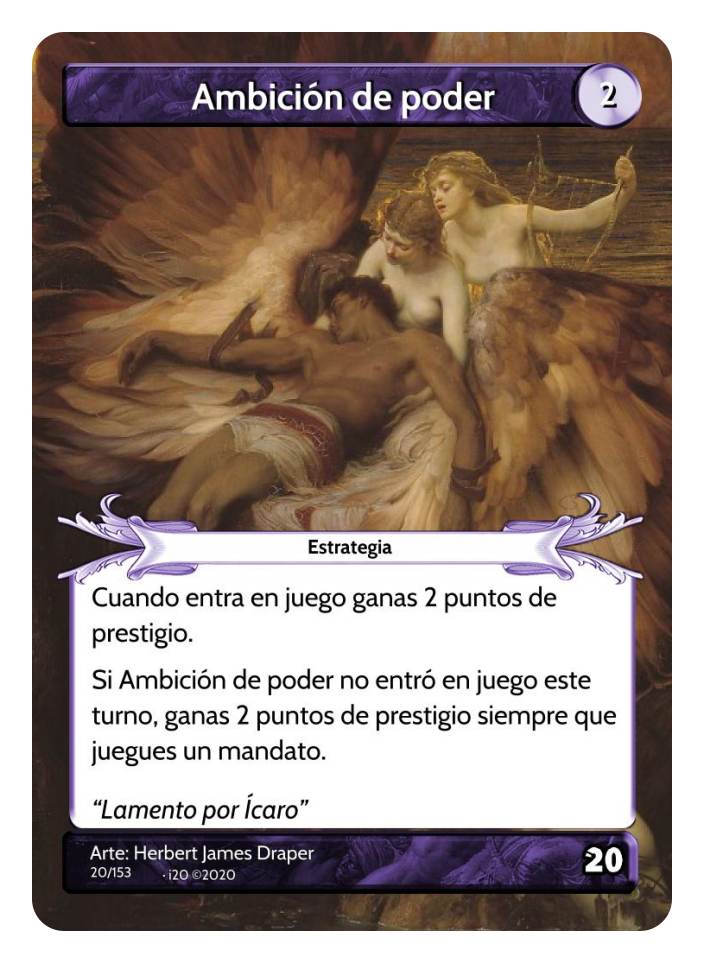 Ambición de poder
2
Estrategia
Cuando entra en juego ganas 2 puntos de
prestigio.
Si Ambición de poder no entró en juego este
turno, ganas 2 puntos de prestigio siempre que
juegues un mandato.
“Lamento por Ícaro”
Arte: Herbert James Draper
20/153 · i20 ©2020
20